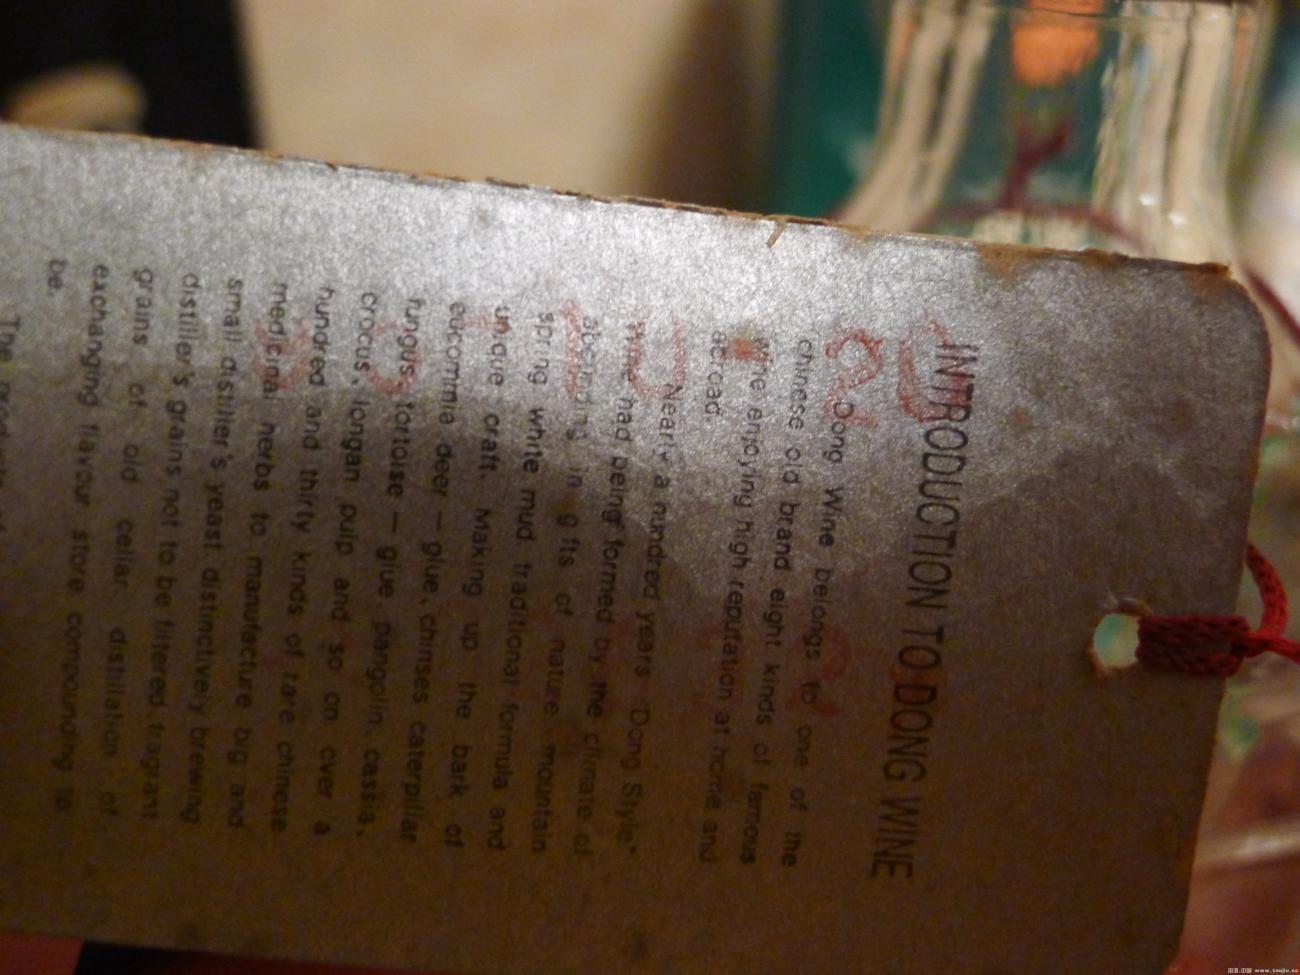 INTRODUCTION TO DONG WINE
Dong Wine belongs to one of the
chinese old brand eight kinds of famous
wine enjoying high reputation at home and
abroad.
Nearly a hundred years "Dong Style"
wine had being formed by the climate of
abounding in gifts of nature. mountain
spring white mud traditional formula and
unique craft. Making up the bark of
eucommia deer — glue, chinses caterpillar
fungus, tortoise — glue. pangolin. cassia,
crocus, longan pulp and so on over a
hundred and thirty kinds of rare chinese
medicinal herbs to manufacture big and
small distiller's yeast distinctively brewing
distiller's grains not to be filtered fragrant
grains of old cellar. distillation of
exchanging flavour store compounding to
be.
The
www.taojiu.cc